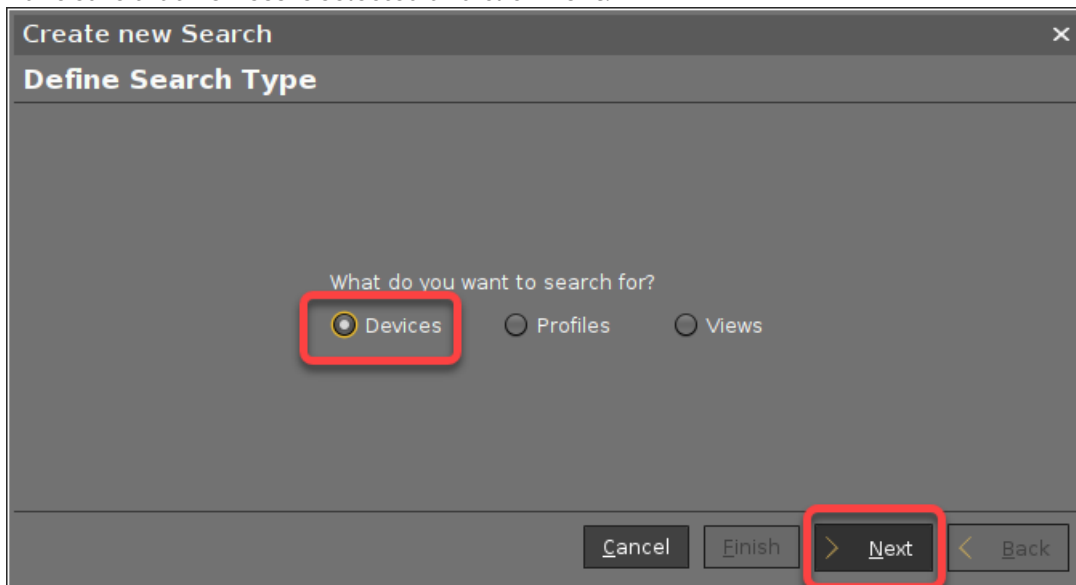 Create new Search
Define Search Type
What do you want to search for?
Devices Profiles Views
Cancel Finish Next Back